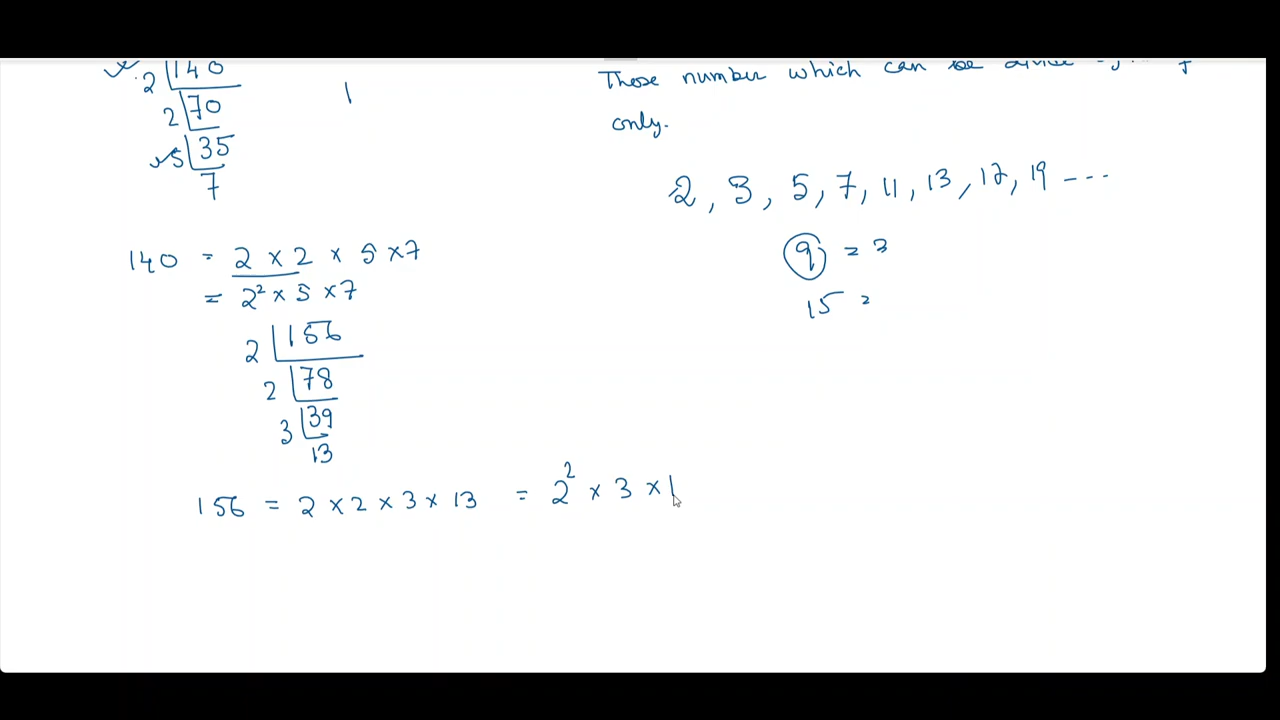 2 | 140
2 | 70
5 | 35
7
1
140 = 2 × 2 × 5 × 7
= 2² × 5 × 7
2 | 156
2 | 78
3 | 39
13
156 = 2 × 2 × 3 × 13 = 2² × 3 × 1
Those number which can be
only.
2, 3, 5, 7, 11, 13, 17, 19 ---
9 = 3
15 =